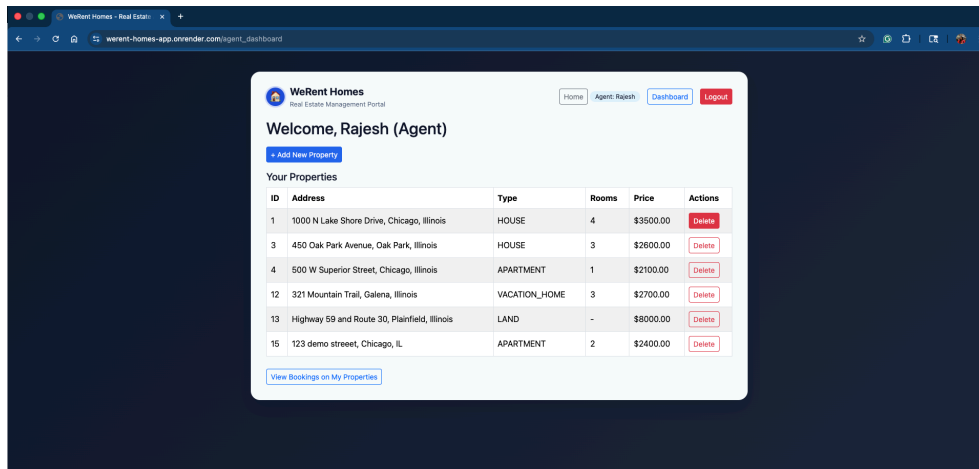 WeRent Homes - Real Estate
werent-homes-app.onrender.com/agent_dashboard
WeRent Homes
Real Estate Management Portal
Home Agent: Rajesh Dashboard Logout
Welcome, Rajesh (Agent)
+ Add New Property
Your Properties
ID Address Type Rooms Price Actions
1 1000 N Lake Shore Drive, Chicago, Illinois HOUSE 4 $3500.00 Delete
3 450 Oak Park Avenue, Oak Park, Illinois HOUSE 3 $2600.00 Delete
4 500 W Superior Street, Chicago, Illinois APARTMENT 1 $2100.00 Delete
12 321 Mountain Trail, Galena, Illinois VACATION_HOME 3 $2700.00 Delete
13 Highway 59 and Route 30, Plainfield, Illinois LAND - $8000.00 Delete
15 123 demo streeet, Chicago, IL APARTMENT 2 $2400.00 Delete
View Bookings on My Properties